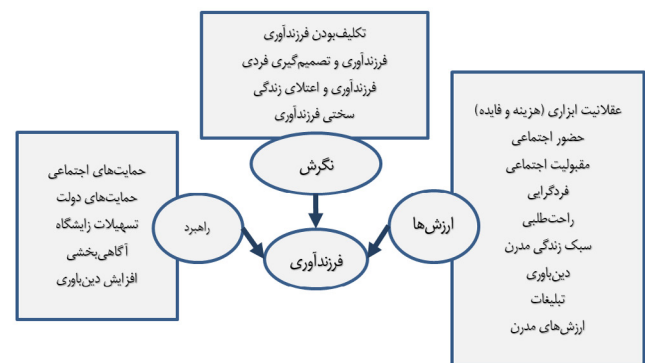 تکلیف‌بودن فرزندآوری
فرزندآوری و تصمیم‌گیری فردی
فرزندآوری و اعتلای زندگی
سختی فرزندآوری
نگرش
عقلانیت ابزاری (هزینه و فایده)
حضور اجتماعی
مقبولیت اجتماعی
فردگرایی
راحت‌طلبی
سبک زندگی مدرن
دین‌باوری
تبلیغات
ارزش‌های مدرن
ارزش‌ها
حمایت‌های اجتماعی
حمایت‌های دولت
تسهیلات زایشگاه
آگاهی‌بخشی
افزایش دین‌باوری
راهبرد
فرزندآوری